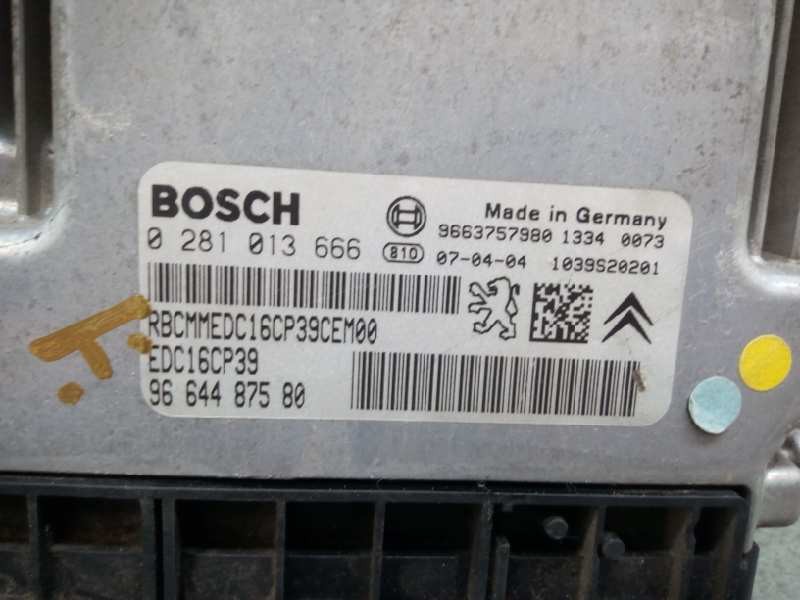 BOSCH
Made in Germany
9663757980 1334 0073
0 281 013 666
810
07-04-04
1039S20201
RBCMMEDC16CP39CEM00
EDC16CP39
96 644 875 80